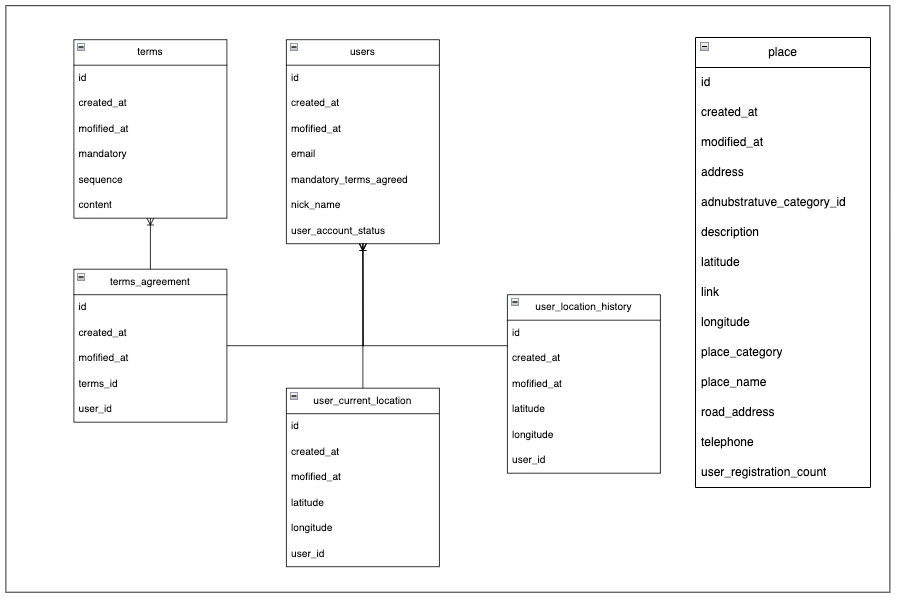 terms
id
created_at
mofified_at
mandatory
sequence
content
users
id
created_at
mofified_at
email
mandatory_terms_agreed
nick_name
user_account_status
place
id
created_at
modified_at
address
adnubstratuve_category_id
description
latitude
link
longitude
place_category
place_name
road_address
telephone
user_registration_count
terms_agreement
id
created_at
mofified_at
terms_id
user_id
user_current_location
id
created_at
mofified_at
latitude
longitude
user_id
user_location_history
id
created_at
mofified_at
latitude
longitude
user_id